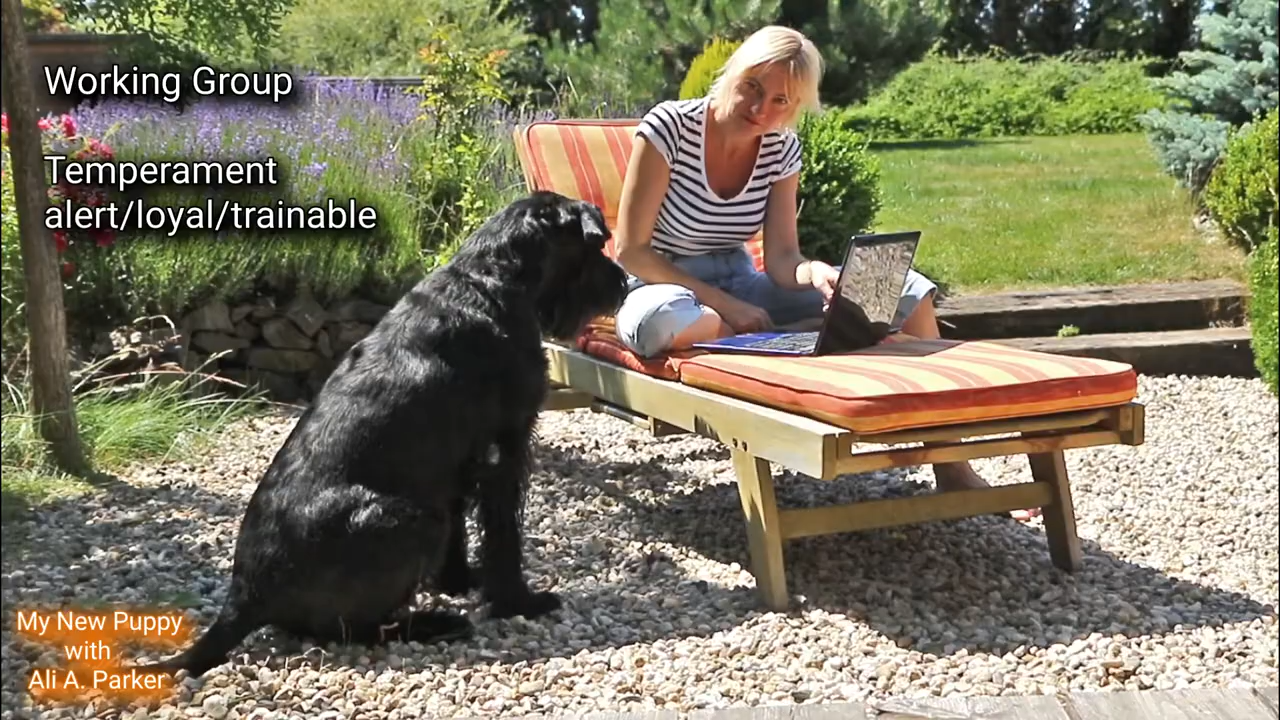 Working Group
Temperament
alert/loyal/trainable
My New Puppy
with
Ali A. Parker